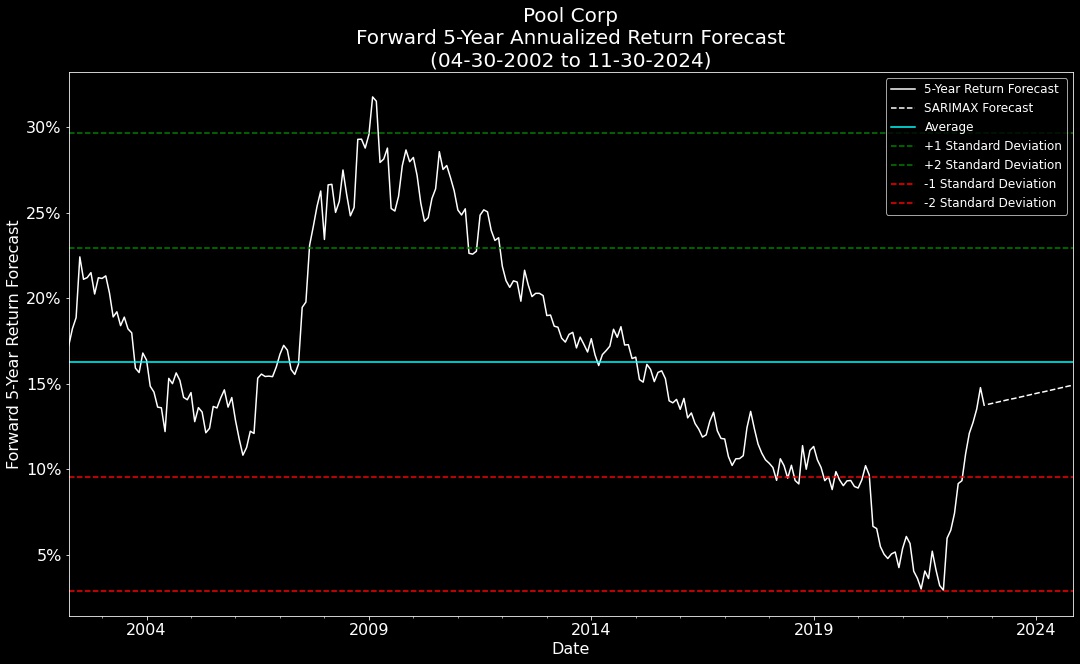 Pool Corp
Forward 5-Year Annualized Return Forecast
(04-30-2002 to 11-30-2024)
5-Year Return Forecast
SARIMAX Forecast
Average
+1 Standard Deviation
+2 Standard Deviation
-1 Standard Deviation
-2 Standard Deviation
Forward 5-Year Return Forecast
30%
25%
20%
15%
10%
5%
2004
2009
2014
2019
2024
Date